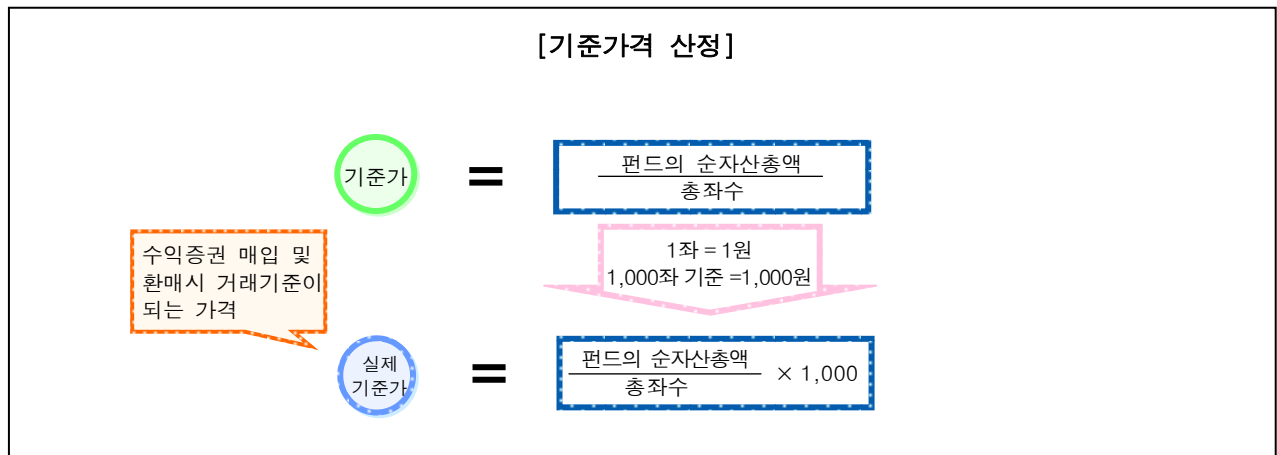 [기준가격 산정]
기준가
=
펀드의 순자산총액
총좌수
1좌 = 1원
1,000좌 기준 =1,000원
수익증권 매입 및
환매시 거래기준이
되는 가격
실제
기준가
=
펀드의 순자산총액
총좌수
× 1,000